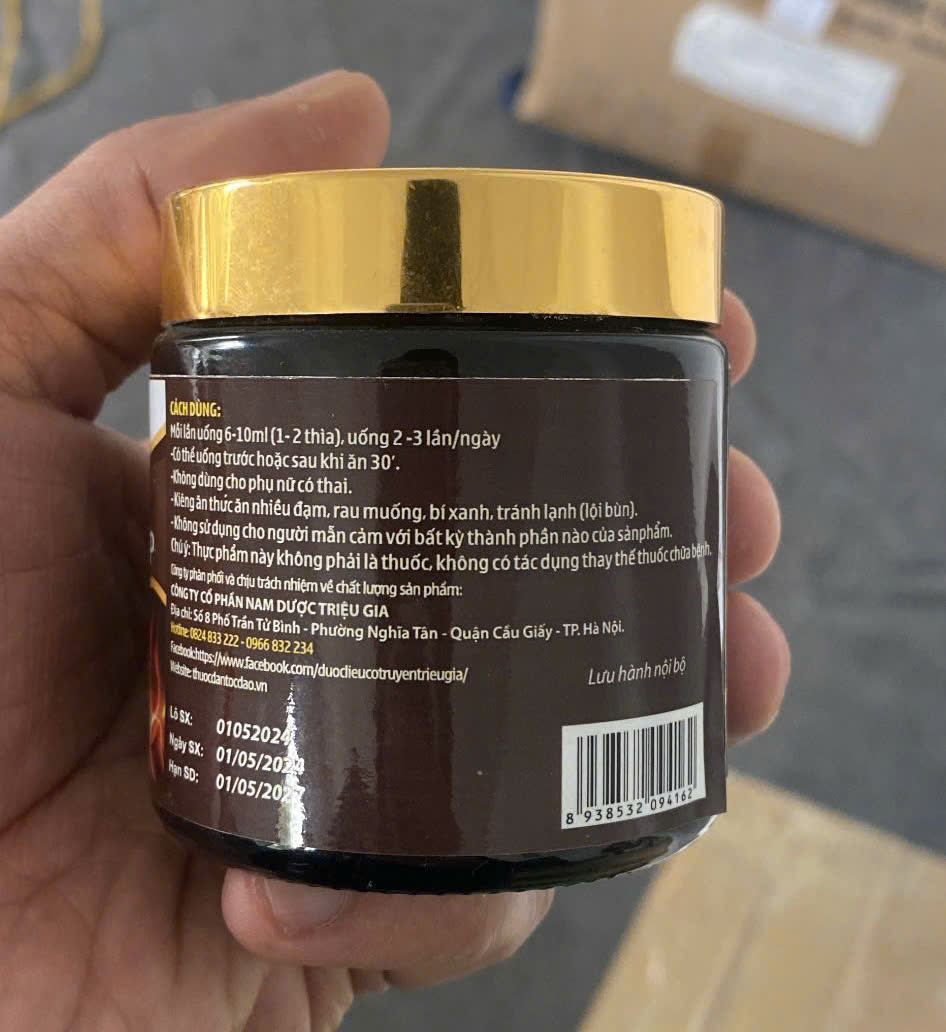 CÁCH DÙNG:
Mỗi lần uống 6-10ml (1- 2 thìa), uống 2 -3 lần/ngày
-Có thể uống trước hoặc sau khi ăn 30'.
-Không dùng cho phụ nữ có thai.
-Kiêng ăn thức ăn nhiều đạm, rau muống, bí xanh, tránh lạnh (lội bùn).
-Không sử dụng cho người mẫn cảm với bất kỳ thành phần nào của sảnphẩm.
Chú ý: Thực phẩm này không phải là thuốc, không có tác dụng thay thế thuốc chữa bệnh.
Công ty phân phối và chịu trách nhiệm về chất lượng sản phẩm:
CÔNG TY CỔ PHẦN NAM DƯỢC TRIỆU GIA
Địa chỉ: Số 8 Phố Trần Tử Bình - Phường Nghĩa Tân - Quận Cầu Giấy - TP. Hà Nội.
Hotline: 0824 833 222 - 0966 832 234
Facebook:https://www.facebook.com/duoclieucotruyentrieugia/
Website: thuocdantocdao.vn
Lưu hành nội bộ
Lô SX: 01052024
Ngày SX: 01/05/2024
Hạn SD: 01/05/2027
8 938532 094162